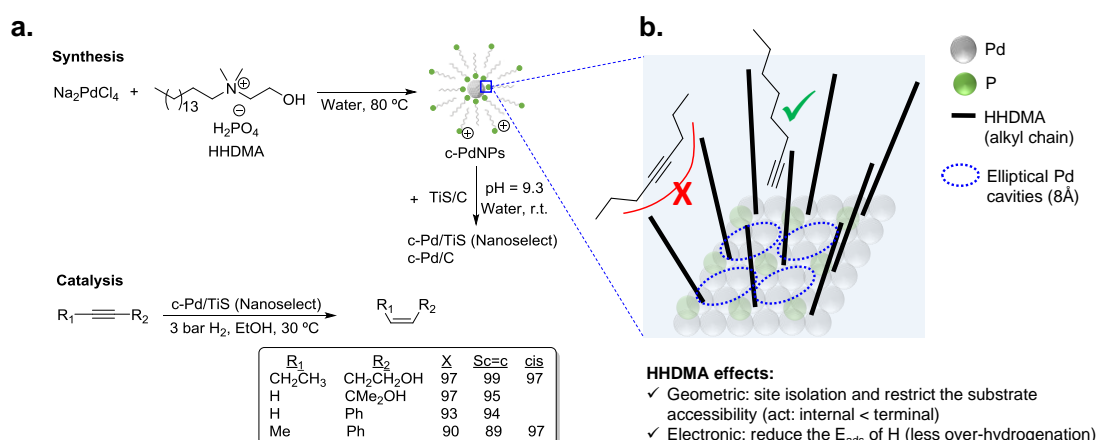 a.
Synthesis
Na₂PdCl₄ +
13
N
OH
H₂PO₄
HHDMA
Water, 80 ºC
c-PdNPs
+ TiS/C
pH = 9.3
Water, r.t.
c-Pd/TiS (Nanoselect)
c-Pd/C
Catalysis
R₁ R₂
c-Pd/TiS (Nanoselect)
3 bar H₂, EtOH, 30 ºC
R₁ R₂
R₁ R₂ X Sc=c cis
CH₂CH₃ CH₂CH₂OH 97 99 97
H CMe₂OH 97 95
H Ph 93 94
Me Ph 90 89 97
b.
X
Pd
P
HHDMA
(alkyl chain)
Elliptical Pd
cavities (8Å)
HHDMA effects:
✓ Geometric: site isolation and restrict the substrate
accessibility (act: internal < terminal)
✓ Electronic: reduce the Eads of H (less over-hydrogenation)